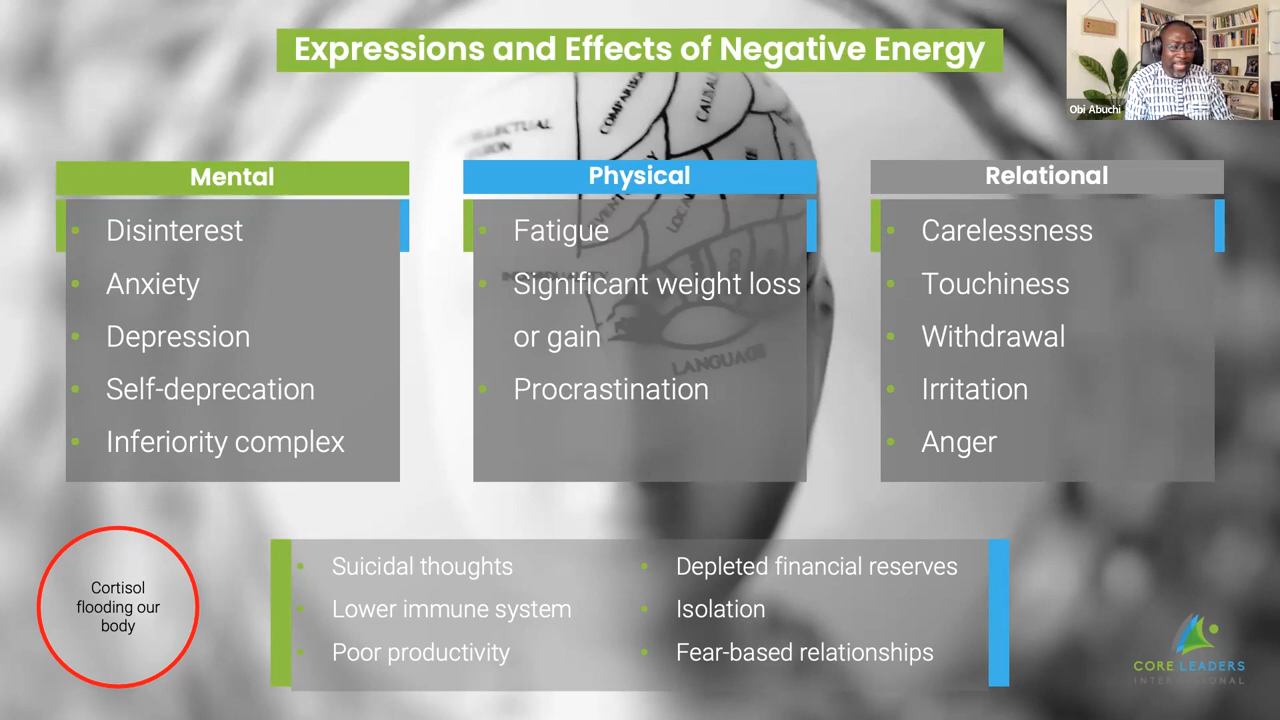 Expressions and Effects of Negative Energy
Obi Abuchi
COMPARISON
CAUSALITY
Mental
Disinterest
Anxiety
Depression
Self-deprecation
Inferiority complex
Physical
Fatigue
Significant weight loss
or gain
Procrastination
LANGUAGE
Relational
Carelessness
Touchiness
Withdrawal
Irritation
Anger
Cortisol
flooding our
body
Suicidal thoughts
Lower immune system
Poor productivity
Depleted financial reserves
Isolation
Fear-based relationships
CORE LEADERS
INTERNATIONAL